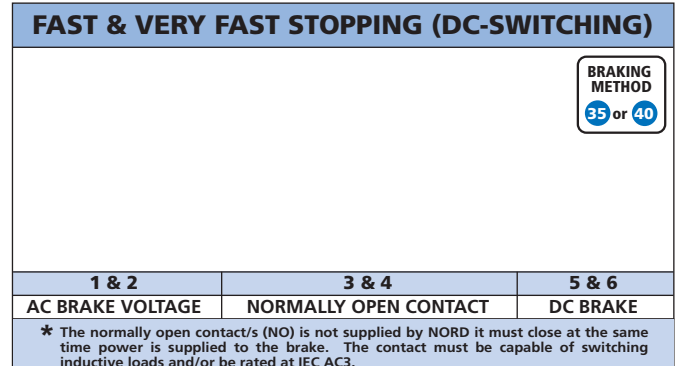 FAST & VERY FAST STOPPING (DC-SWITCHING)
BRAKING
METHOD
35 or 40
1 & 2 3 & 4 5 & 6
AC BRAKE VOLTAGE NORMALLY OPEN CONTACT DC BRAKE
* The normally open contact/s (NO) is not supplied by NORD it must close at the same
time power is supplied to the brake. The contact must be capable of switching
inductive loads and/or be rated at IEC AC3.